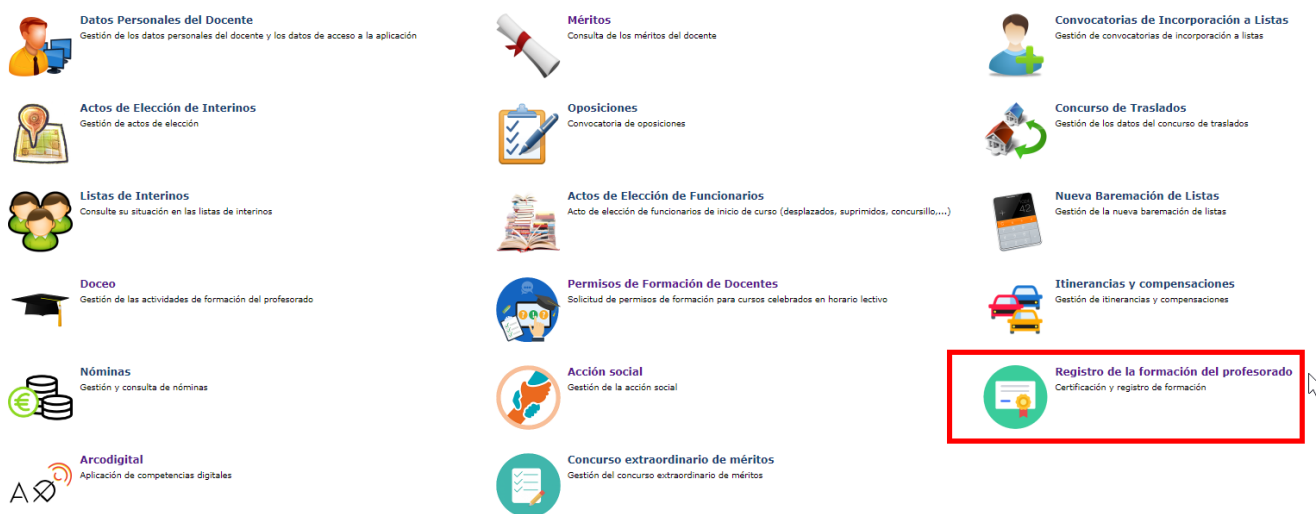 Datos Personales del Docente
Gestión de los datos personales del docente y los datos de acceso a la aplicación
Méritos
Consulta de los méritos del docente
Convocatorias de Incorporación a Listas
Gestión de convocatorias de incorporación a listas
Actos de Elección de Interinos
Gestión de actos de elección
Oposiciones
Convocatoria de oposiciones
Concurso de Traslados
Gestión de los datos del concurso de traslados
Listas de Interinos
Consulte su situación en las listas de interinos
Actos de Elección de Funcionarios
Acto de elección de funcionarios de inicio de curso (desplazados, suprimidos, concursillo,...)
Nueva Baremación de Listas
Gestión de la nueva baremación de listas
Doceo
Gestión de las actividades de formación del profesorado
Permisos de Formación de Docentes
Solicitud de permisos de formación para cursos celebrados en horario lectivo
Itinerancias y compensaciones
Gestión de itinerancias y compensaciones
Nóminas
Gestión y consulta de nóminas
Acción social
Gestión de la acción social
Registro de la formación del profesorado
Certificación y registro de formación
Arcodigital
Aplicación de competencias digitales
Concurso extraordinario de méritos
Gestión del concurso extraordinario de méritos